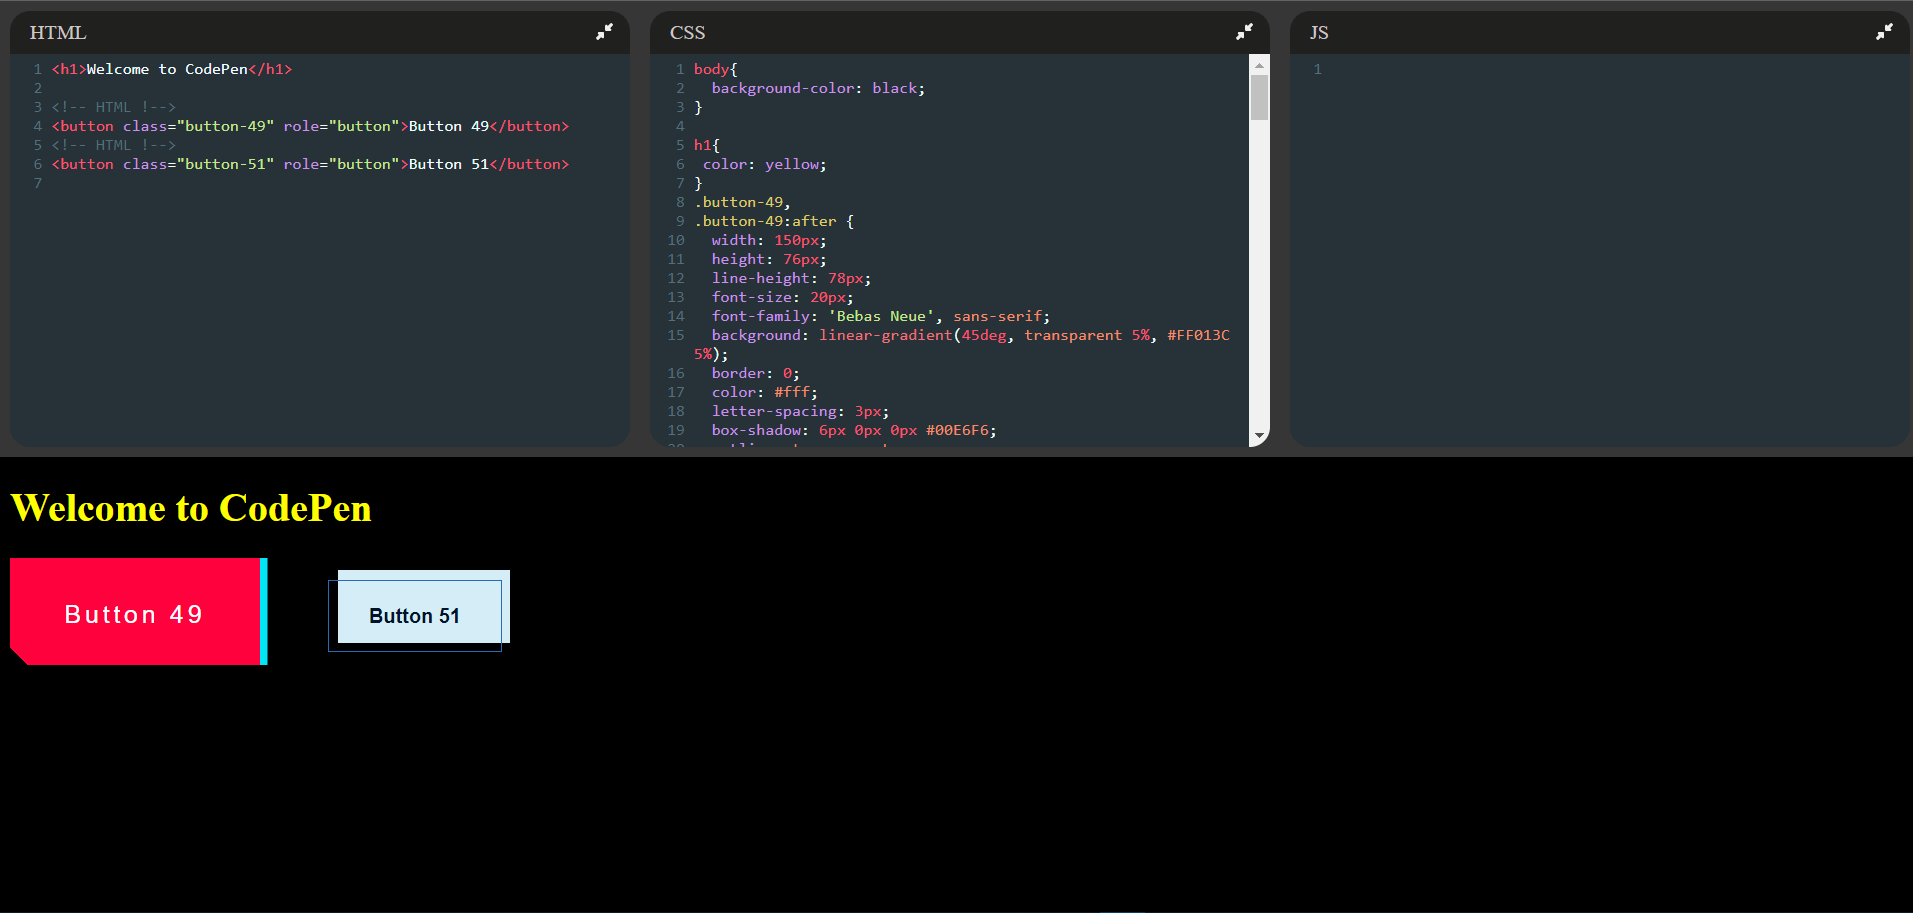 HTML
1 <h1>Welcome to CodePen</h1>
2
3 <!-- HTML !-->
4 <button class="button-49" role="button">Button 49</button>
5 <!-- HTML !-->
6 <button class="button-51" role="button">Button 51</button>
7
CSS
1 body{
2   background-color: black;
3 }
4
5 h1{
6  color: yellow;
7 }
8 .button-49,
9 .button-49:after {
10   width: 150px;
11   height: 76px;
12   line-height: 78px;
13   font-size: 20px;
14   font-family: 'Bebas Neue', sans-serif;
15   background: linear-gradient(45deg, transparent 5%, #FF013C
5%);
16   border: 0;
17   color: #fff;
18   letter-spacing: 3px;
19   box-shadow: 6px 0px 0px #00E6F6;
JS
1
Welcome to CodePen
Button 49
Button 51